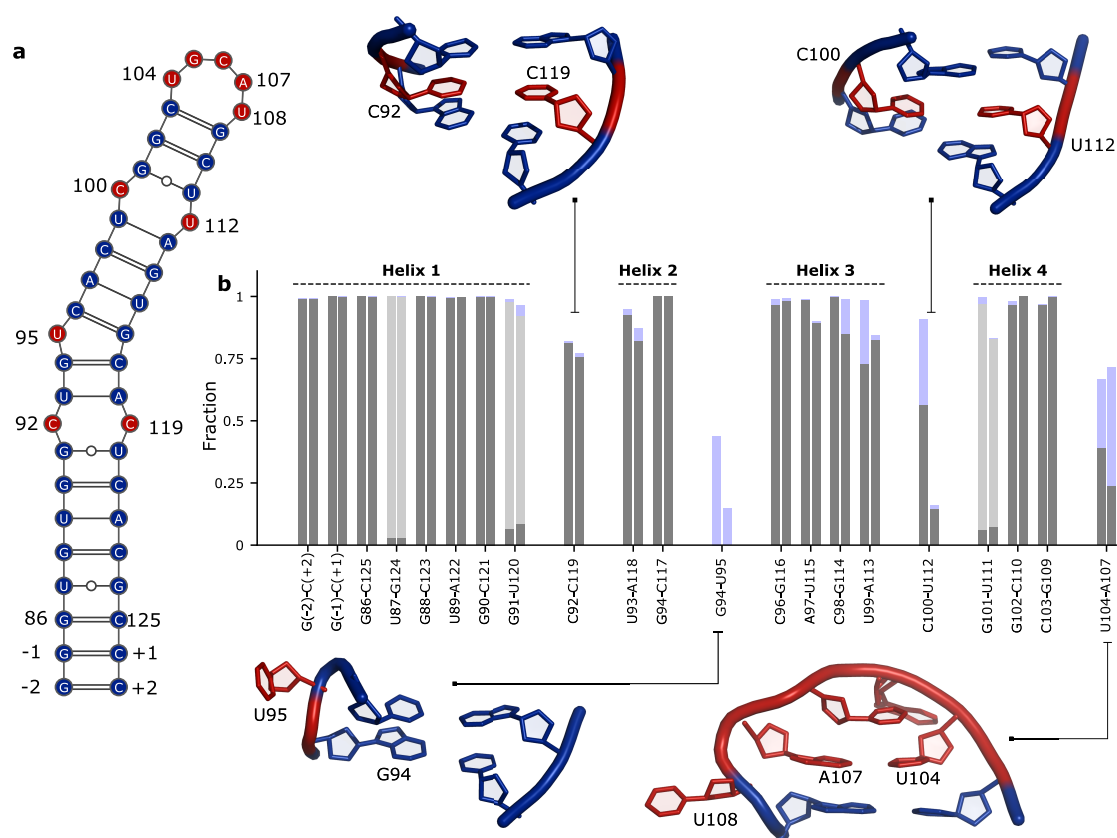 a
104
U
G
C
A
107
U
108
C
G
G
C
G
U
100
C
U
112
U
A
C
G
A
U
C
G
95
U
C
G
A
U
92
C
C
119
G
U
G
C
U
A
G
C
U
G
86
G
C
125
-1
G
C
+1
-2
G
C
+2
C92
C119
C100
U112
b
Helix 1
Helix 2
Helix 3
Helix 4
Fraction
1
0.75
0.5
0.25
0
G(-2)-C(+2)
G(-1)-C(+1)
G86-C125
U87-G124
G88-C123
U89-A122
G90-C121
G91-U120
C92-C119
U93-A118
G94-C117
G94-U95
C96-G116
A97-U115
C98-G114
U99-A113
C100-U112
G101-U111
G102-C110
C103-G109
U104-A107
U95
G94
A107
U104
U108